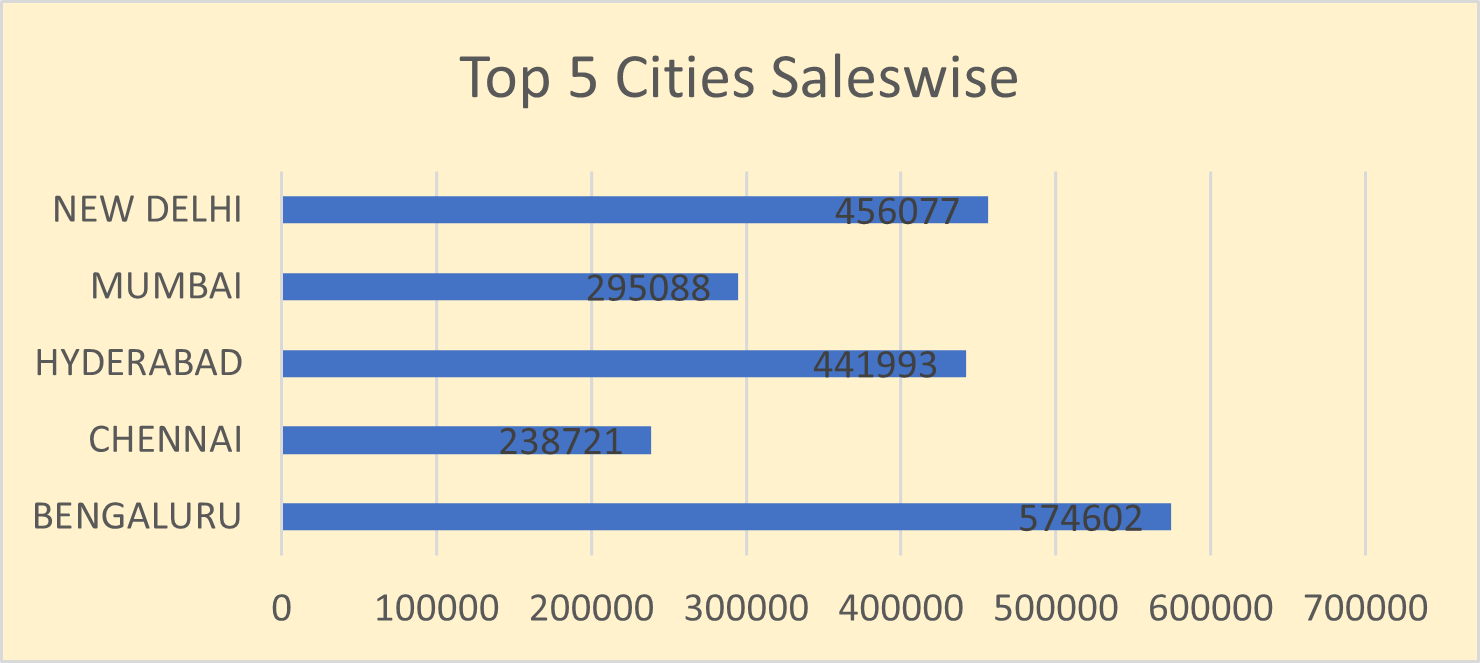 Top 5 Cities Saleswise
NEW DELHI 456077
MUMBAI 295088
HYDERABAD 441993
CHENNAI 238721
BENGALURU 574602
0 100000 200000 300000 400000 500000 600000 700000